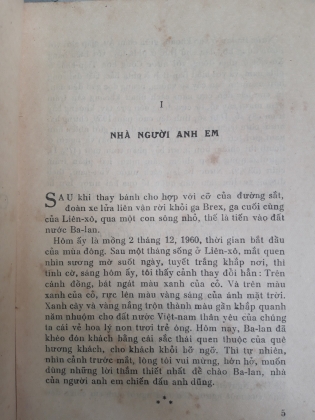 I
NHÀ NGƯỜI ANH EM
SAU khi thay bánh cho hợp với cỡ của đường sắt,
đoàn xe lửa liên vận rời khỏi ga Brex, ga cuối cùng
của Liên-xô, qua một con sông nhỏ, thế là tiến vào đất
nước Ba-lan.
Hôm ấy là mồng 2 tháng 12, 1960, thời gian bắt đầu
của mùa đông. Sau một tháng sống ở Liên-xô, mắt quen
nhìn sương mờ suốt ngày, tuyết trắng khắp nơi, thì
tình cờ, sáng hôm ấy, tôi thấy cảnh thay đổi hẳn: Trên
cánh đồng, bát ngát màu xanh của cỏ. Và trên màu
xanh của cỏ, rực lên màu vàng sáng của ánh mặt trời.
Xanh cây và vàng nắng trộn thành màu gấm khắp quanh
năm nhuộm cho đất nước Việt-nam thân yêu của chúng
ta cái vẻ hoa lý non tươi trẻ óng. Hôm nay, Ba-lan đã
khéo đón khách bằng cái sắc thái quen thuộc của quê
hương khách, cho khách khỏi bỡ ngỡ. Thì tự nhiên,
nhìn cảnh trước mắt, lòng tôi vui mừng, bơn hở, muốn
dùng những lời thắm thiết nhất để chào Ba-lan, nhà
của người anh em chiến đấu anh dũng.
* * *
5